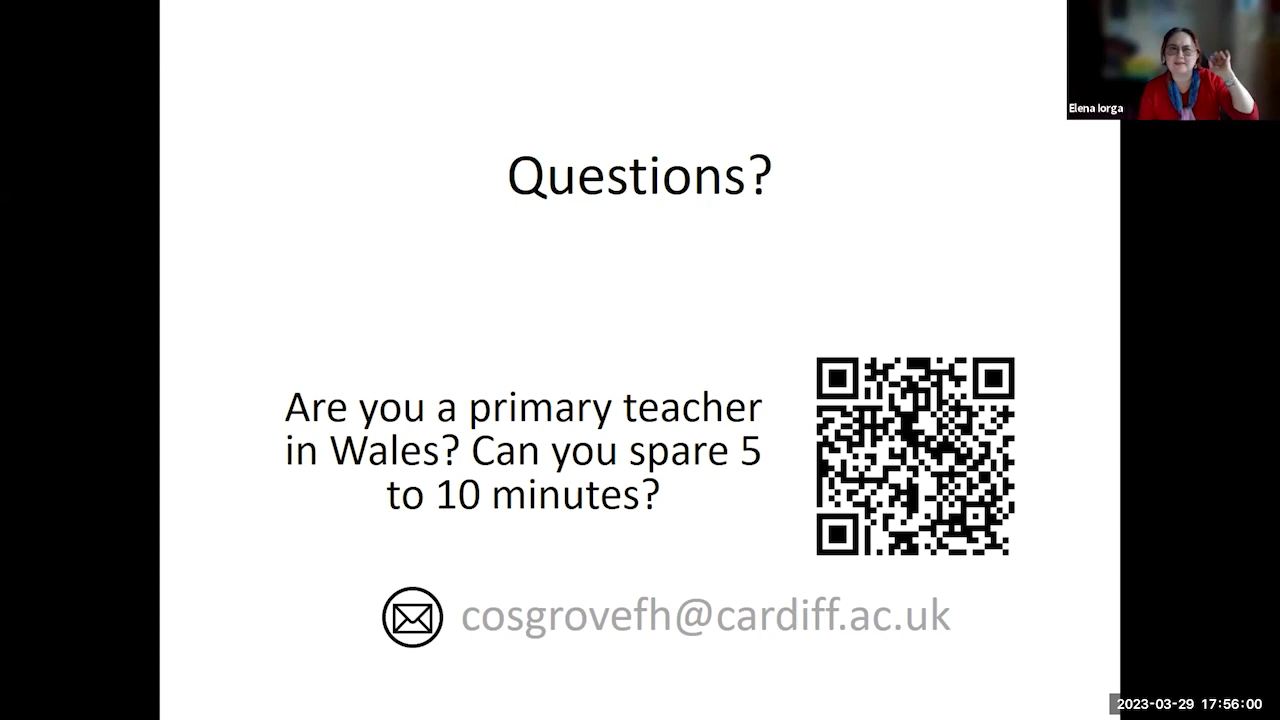 Elena Iorga
Questions?
Are you a primary teacher
in Wales? Can you spare 5
to 10 minutes?
cosgrovefh@cardiff.ac.uk
2023-03-29 17:56:00